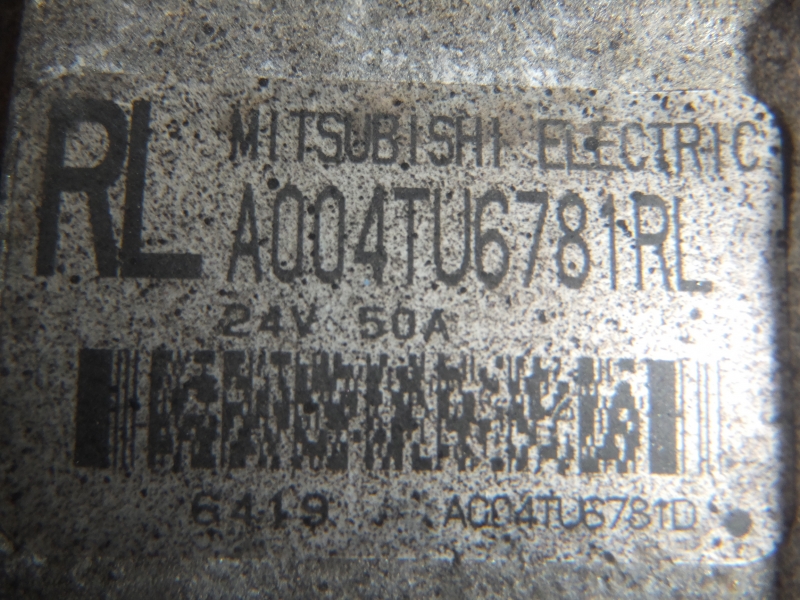 RL MITSUBISHI ELECTRIC
A004TU6781RL
24V 50A
6419 A004TU6781D